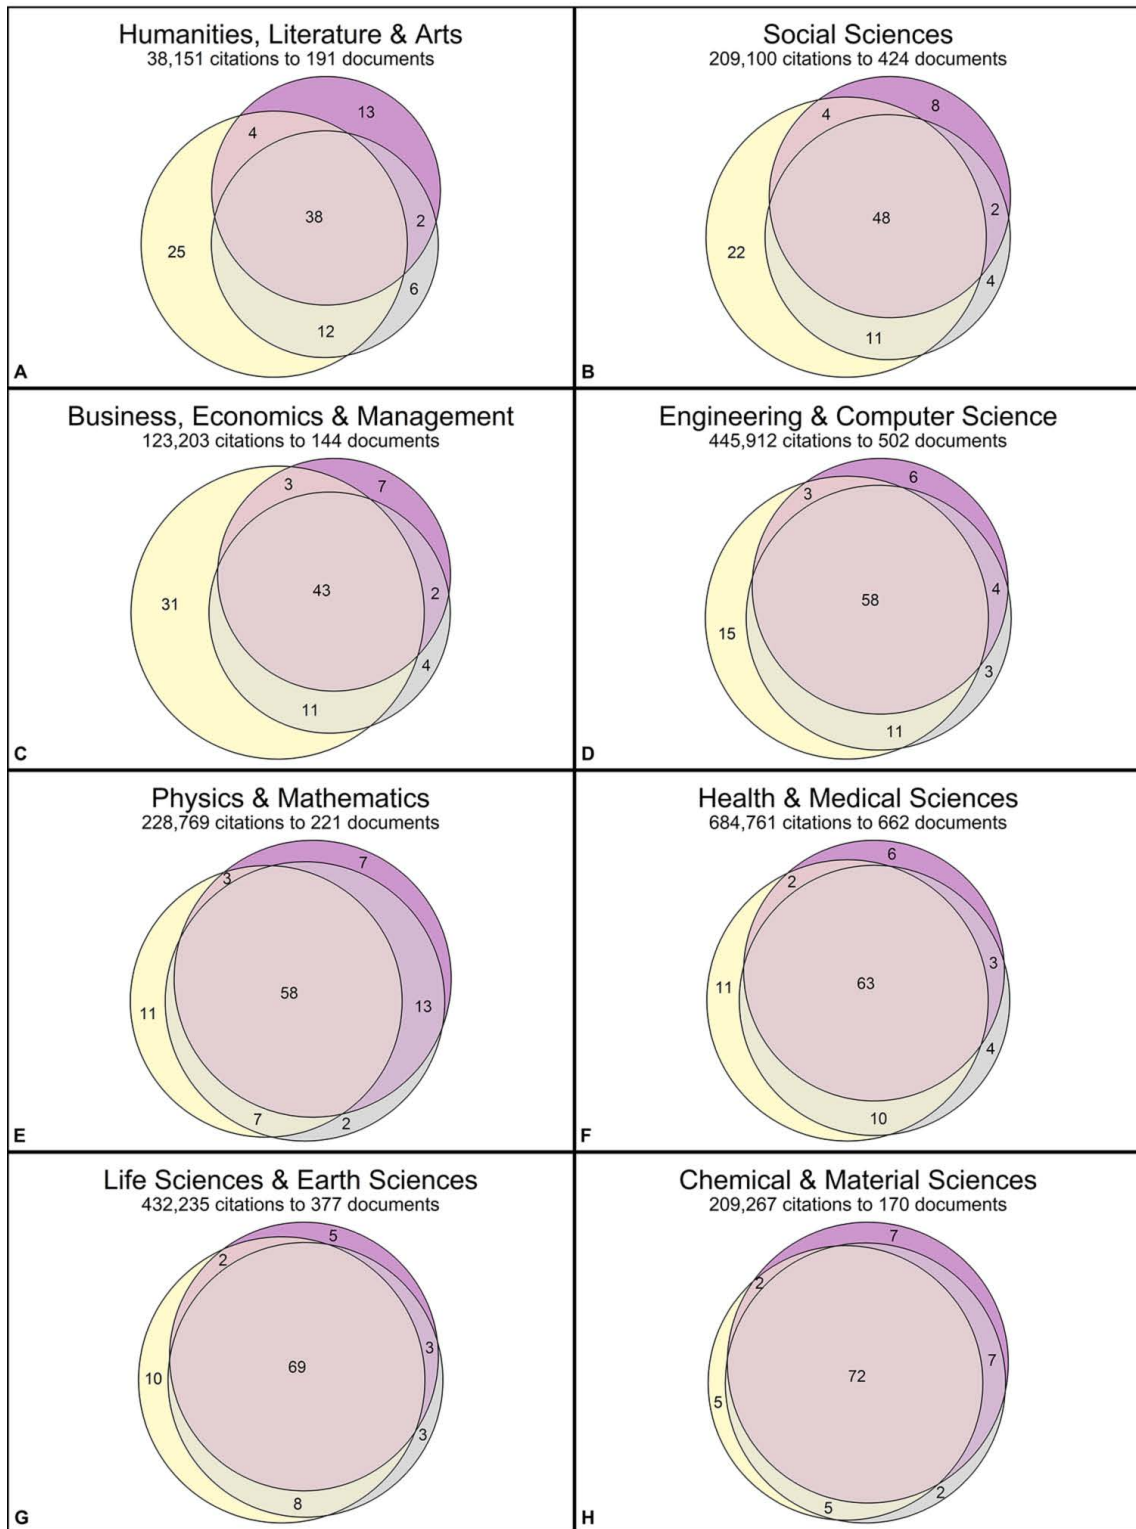 Humanities, Literature & Arts
38,151 citations to 191 documents
13
4
38
2
25
6
12
A
Social Sciences
209,100 citations to 424 documents
8
4
48
2
22
4
11
B
Business, Economics & Management
123,203 citations to 144 documents
3
7
43
2
31
4
11
C
Engineering & Computer Science
445,912 citations to 502 documents
6
3
4
58
15
3
11
D
Physics & Mathematics
228,769 citations to 221 documents
7
3
58
11
13
7
2
E
Health & Medical Sciences
684,761 citations to 662 documents
6
2
3
11
63
4
10
F
Life Sciences & Earth Sciences
432,235 citations to 377 documents
5
2
3
69
10
3
8
G
Chemical & Material Sciences
209,267 citations to 170 documents
7
2
7
72
5
2
5
H